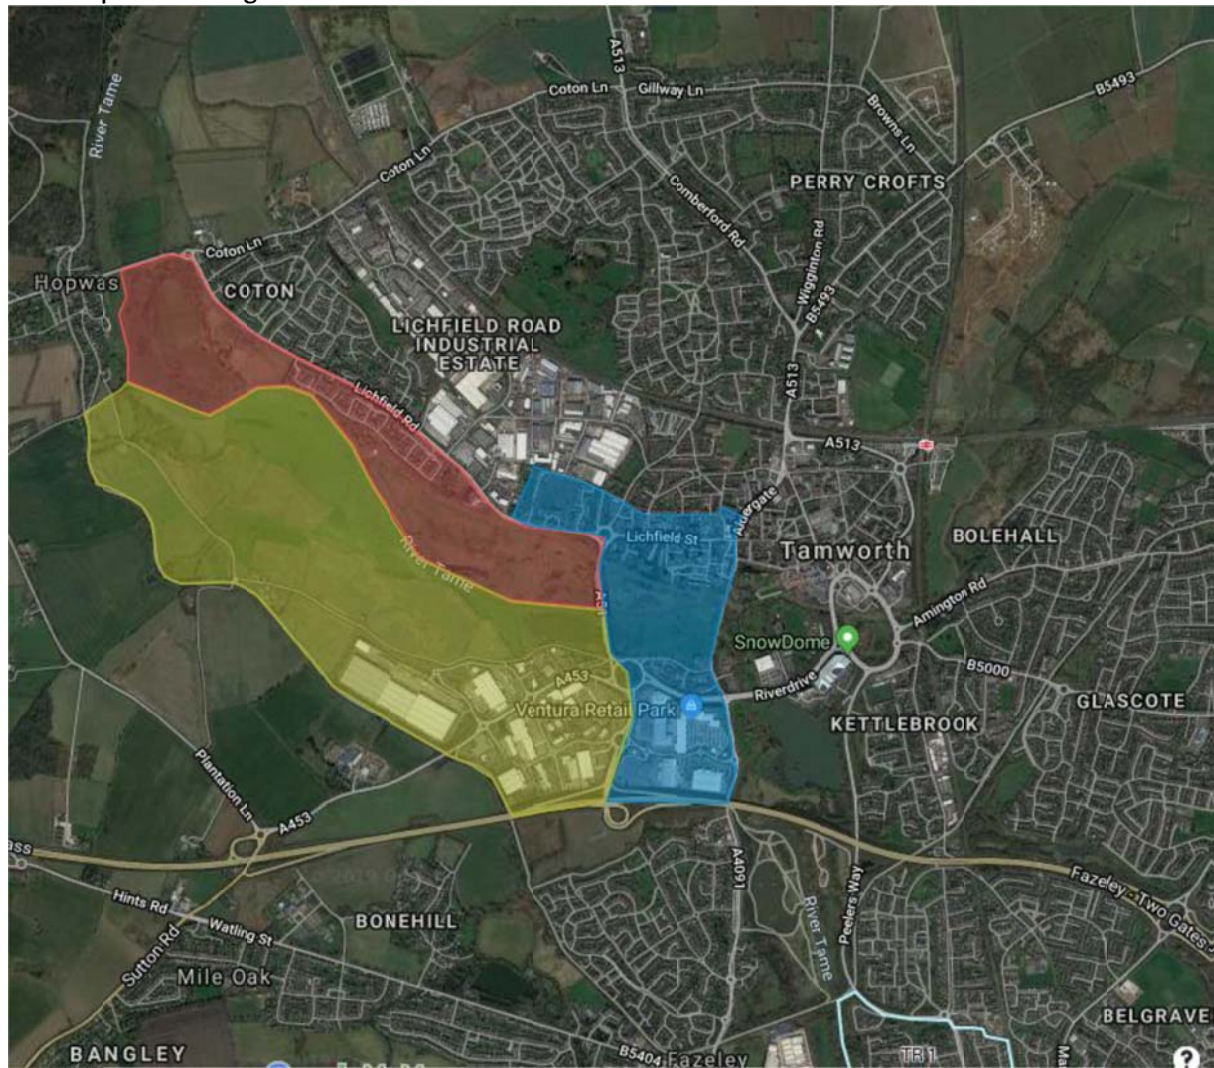 A513
Coton Ln
Gillway Ln
B5493
River Tame
Browns Ln
Coton Ln
PERRY CROFTS
Comberford Rd
Wigginton Rd
B5493
Coton Ln
Hopwas
COTON
LICHFIELD ROAD
INDUSTRIAL
ESTATE
A513
Lichfield Rd
A513
Aldergate
Lichfield St
Tamworth
BOLEHALL
River Tame
Amington Rd
SnowDome
B5000
A453
Riverdrive
Ventura Retail Park
GLASCOTE
KETTLEBROOK
Plantation Ln
A453
ass
A4091
Fazeley - Two Gates
Hints Rd
Peelers Way
BONEHILL
Watling St
River Tame
Sutton Rd
Mile Oak
BELGRAVE
BANGLEY
B5404
Fazeley
TR 1
?